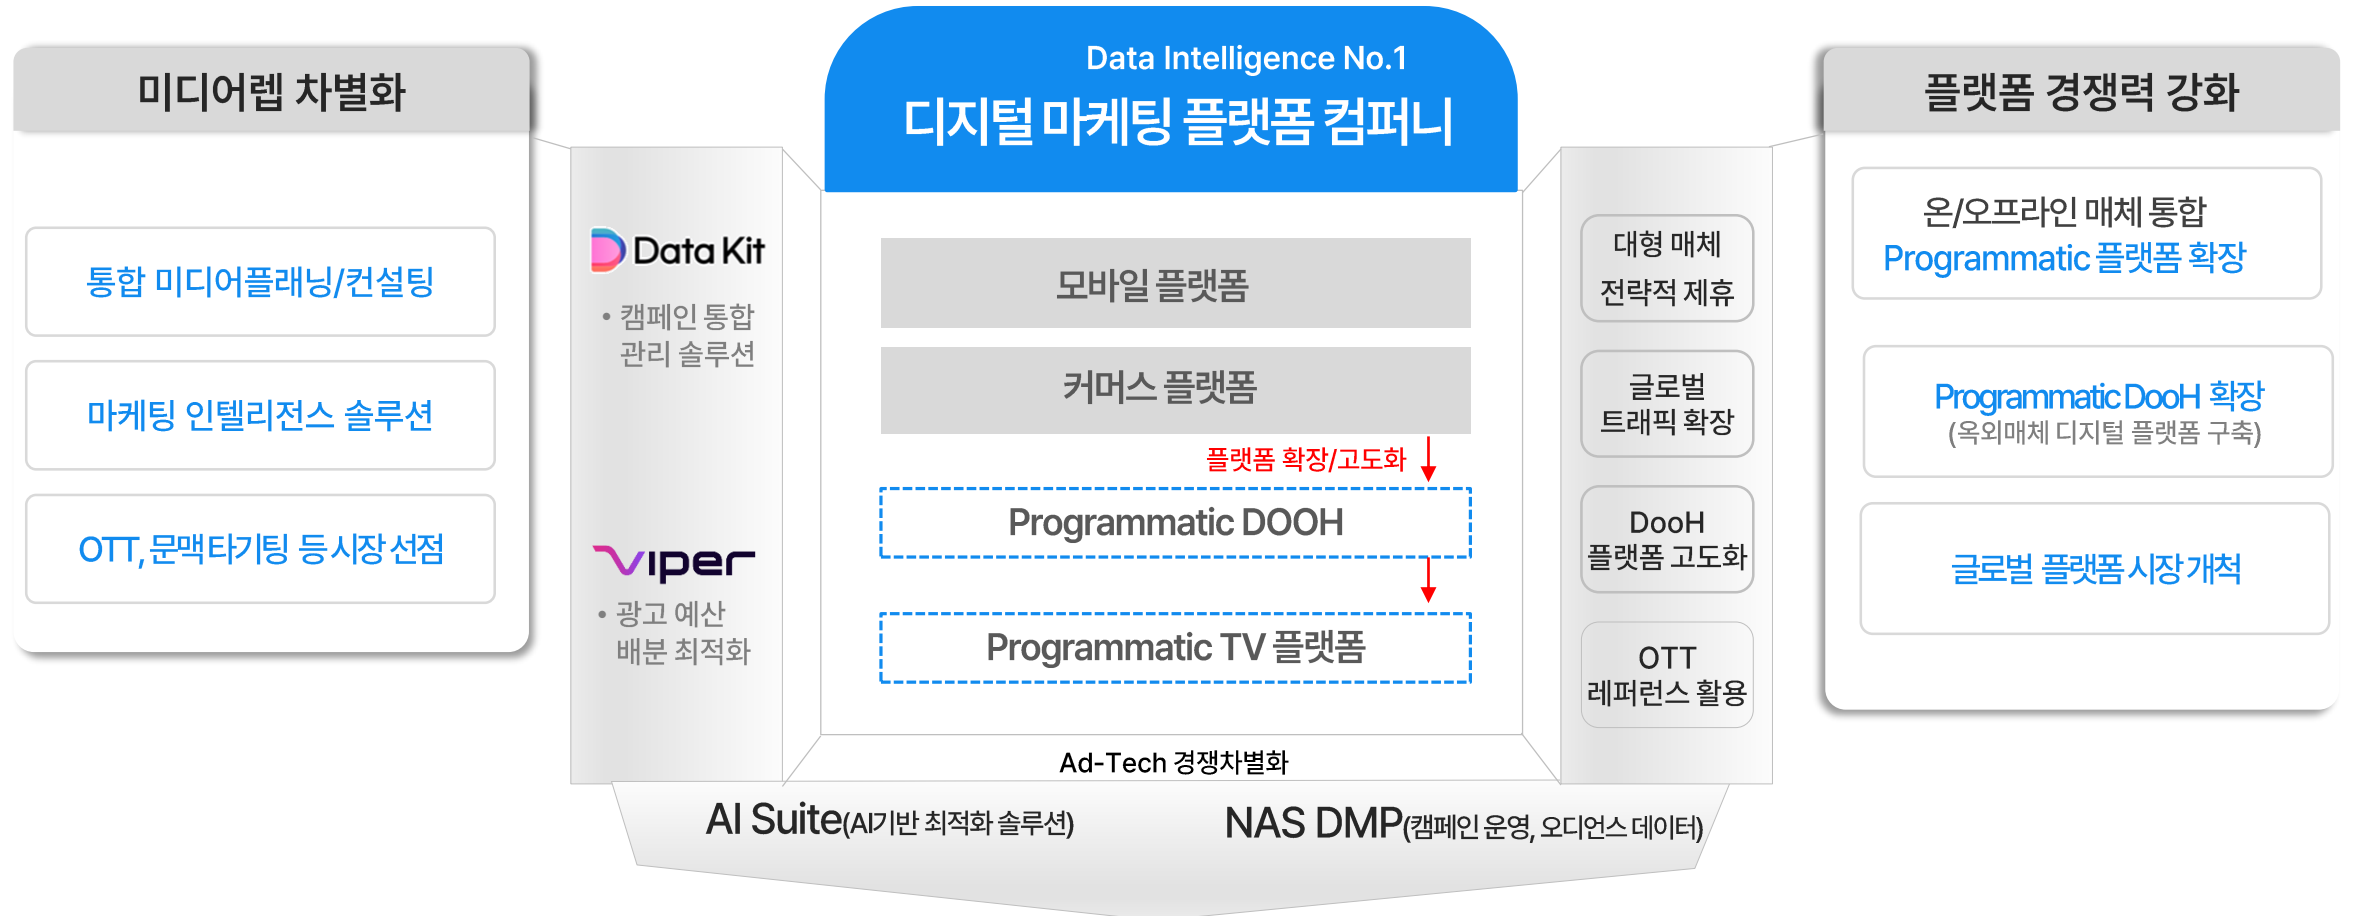 미디어렙 차별화
통합 미디어플래닝/컨설팅
마케팅 인텔리전스 솔루션
OTT, 문맥 타기팅 등 시장 선점
Data Kit
• 캠페인 통합
관리 솔루션
viper
• 광고 예산
배분 최적화
Data Intelligence No.1
디지털 마케팅 플랫폼 컴퍼니
모바일 플랫폼
커머스 플랫폼
플랫폼 확장/고도화
Programmatic DOOH
Programmatic TV 플랫폼
Ad-Tech 경쟁차별화
AI Suite(AI기반 최적화 솔루션)
NAS DMP(캠페인 운영, 오디언스 데이터)
대형 매체
전략적 제휴
글로벌
트래픽 확장
DooH
플랫폼 고도화
OTT
레퍼런스 활용
플랫폼 경쟁력 강화
온/오프라인 매체 통합
Programmatic 플랫폼 확장
Programmatic DooH 확장
(옥외매체 디지털 플랫폼 구축)
글로벌 플랫폼 시장 개척